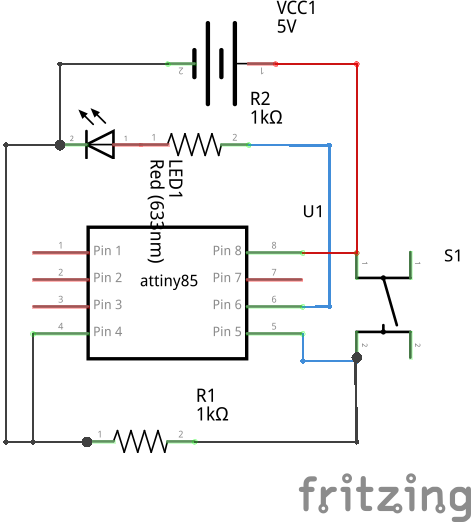 VCC1
5V
2
1
R2
1kΩ
2
1
1
2
LED1
Red (633nm)
U1
1
Pin 1
Pin 8
8
2
Pin 2
Pin 7
7
attiny85
3
Pin 3
Pin 6
6
4
Pin 4
Pin 5
5
S1
1
1
2
2
R1
1kΩ
1
2
fritzing